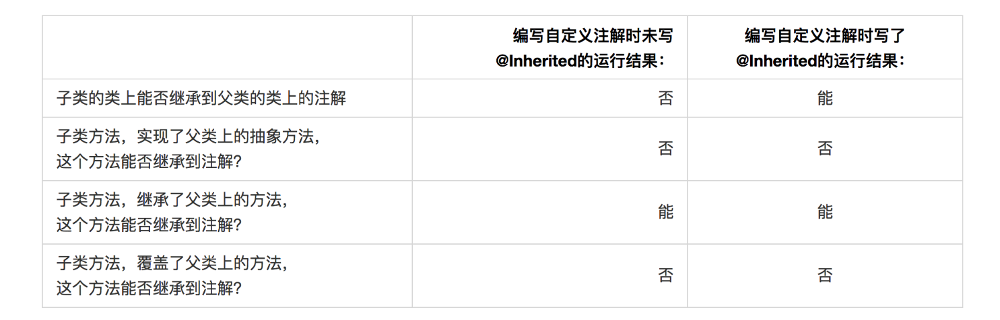 编写自定义注解时未写
@Inherited的运行结果：
编写自定义注解时写了
@Inherited的运行结果：
子类的类上能否继承到父类的类上的注解
否
能
子类方法，实现了父类上的抽象方法，
这个方法能否继承到注解?
否
否
子类方法，继承了父类上的方法，
这个方法能否继承到注解?
能
能
子类方法，覆盖了父类上的方法，
这个方法能否继承到注解?
否
否